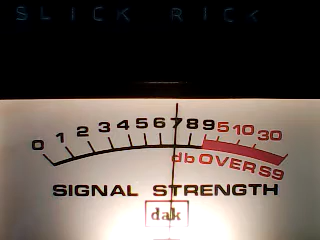 SLICK RICK
0 1 2 3 4 5 6 7 8 9 5 10 30
db OVER S9
SIGNAL STRENGTH
dak